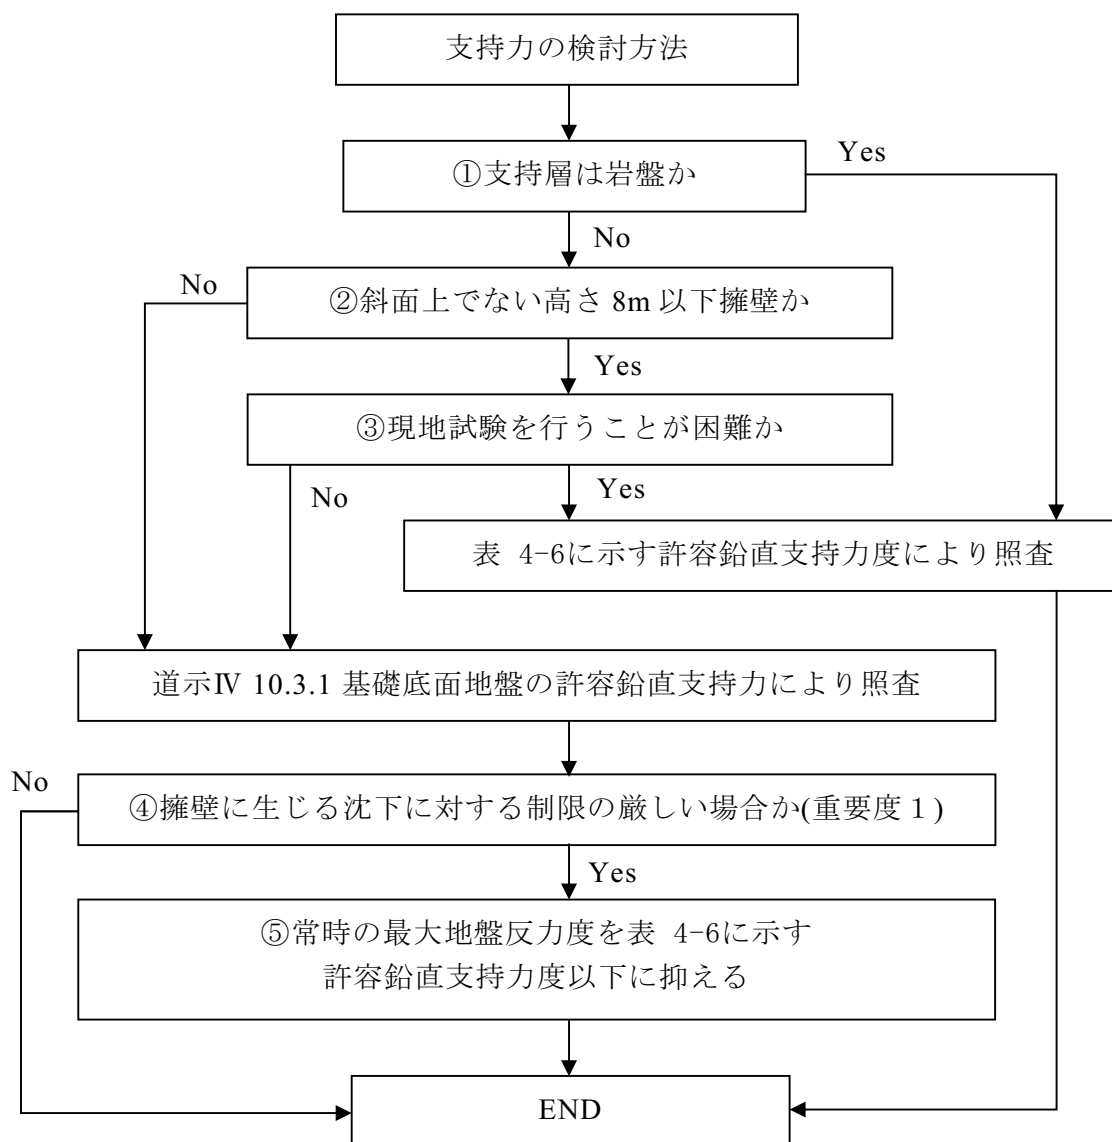 支持力の検討方法
①支持層は岩盤か
Yes
No
②斜面上でない高さ 8m 以下擁壁か
No
Yes
③現地試験を行うことが困難か
No
Yes
表 4-6に示す許容鉛直支持力度により照査
道示Ⅳ 10.3.1 基礎底面地盤の許容鉛直支持力により照査
No
④擁壁に生じる沈下に対する制限の厳しい場合か(重要度１)
Yes
⑤常時の最大地盤反力度を表 4-6に示す
許容鉛直支持力度以下に抑える
END